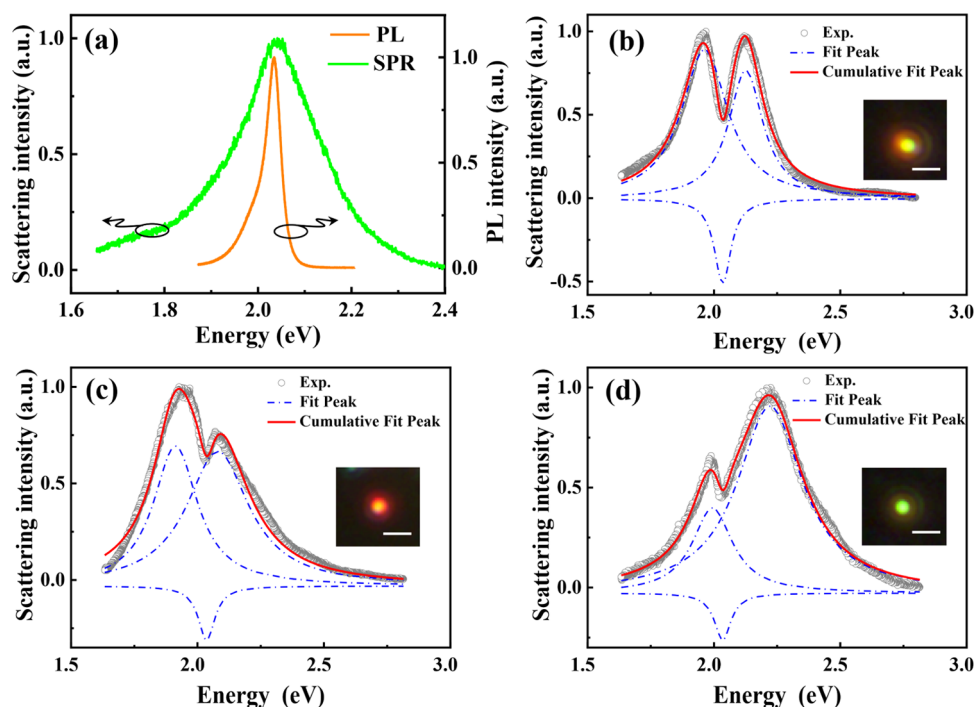 (a)
PL
SPR
Scattering intensity (a.u.)
1.0
0.5
0.0
1.0
0.5
0.0
PL intensity (a.u.)
1.6
1.8
2.0
2.2
2.4
Energy (eV)
(b)
Exp.
Fit Peak
Cumulative Fit Peak
Scattering intensity (a.u.)
1.0
0.5
0.0
-0.5
1.5
2.0
2.5
3.0
Energy (eV)
(c)
Exp.
Fit Peak
Cumulative Fit Peak
Scattering intensity (a.u.)
1.0
0.5
0.0
1.5
2.0
2.5
3.0
Energy (eV)
(d)
Exp.
Fit Peak
Cumulative Fit Peak
Scattering intensity (a.u.)
1.0
0.5
0.0
1.5
2.0
2.5
3.0
Energy (eV)